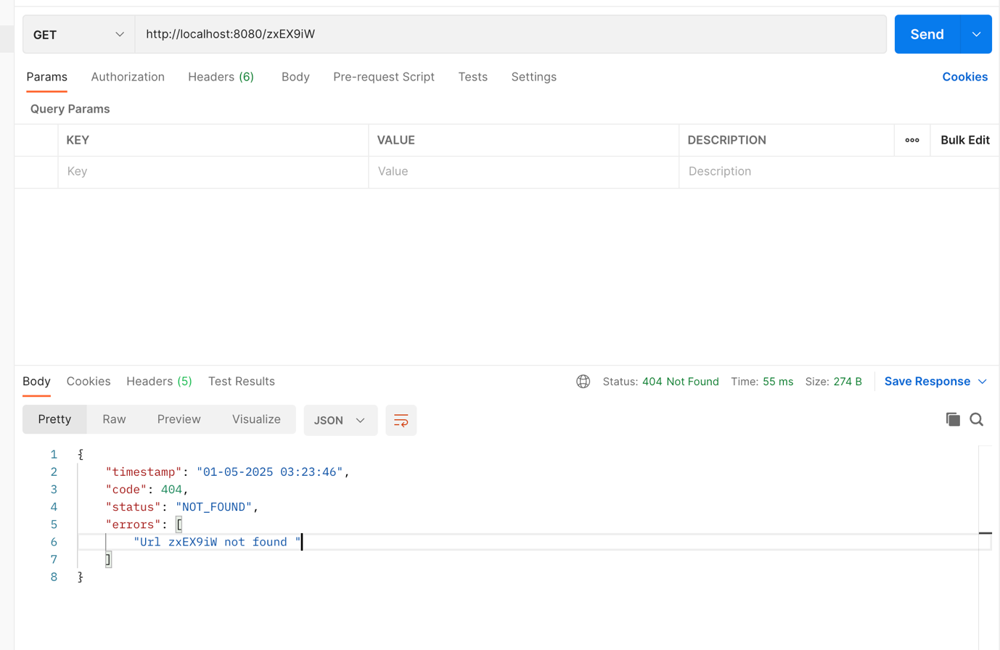 GET http://localhost:8080/zxEX9iW Send
Params Authorization Headers (6) Body Pre-request Script Tests Settings Cookies
Query Params
KEY VALUE DESCRIPTION ooo Bulk Edit
Key Value Description
Body Cookies Headers (5) Test Results Status: 404 Not Found Time: 55 ms Size: 274 B Save Response
Pretty Raw Preview Visualize JSON
1 {
2 "timestamp": "01-05-2025 03:23:46",
3 "code": 404,
4 "status": "NOT_FOUND",
5 "errors": [
6 "Url zxEX9iW not found "
7 ]
8 }